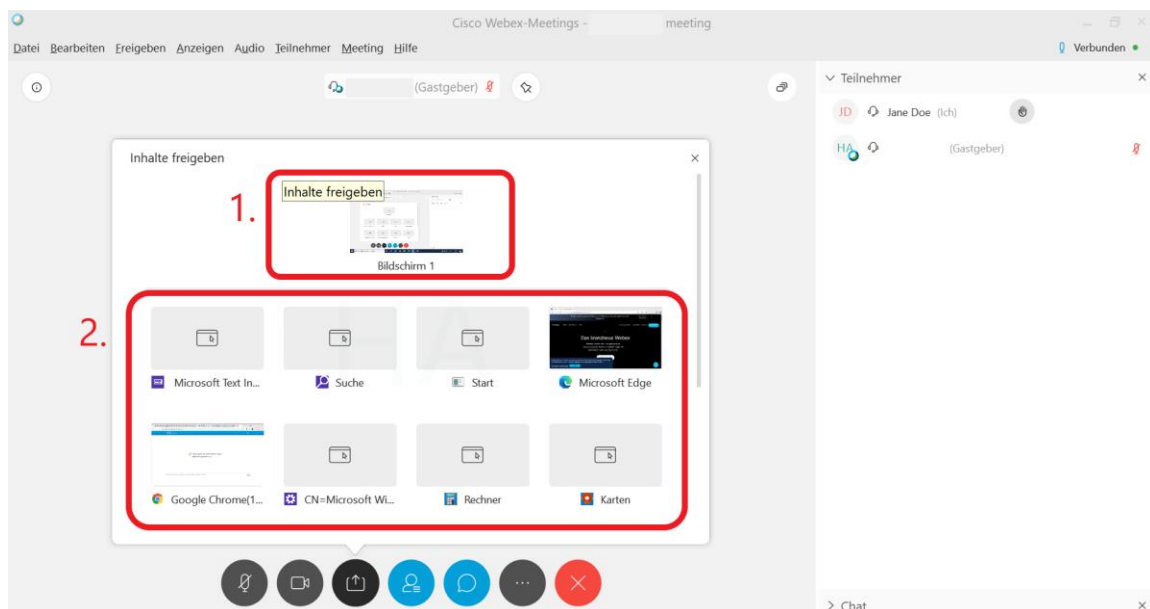 Cisco Webex-Meetings - meeting
Datei Bearbeiten Freigeben Anzeigen Audio Teilnehmer Meeting Hilfe
Verbunden
(Gastgeber)
Teilnehmer
JD Jane Doe (Ich)
HA (Gastgeber)
Inhalte freigeben
1.
Inhalte freigeben
Bildschirm 1
2.
Das brandneue Webex
Microsoft Text In... Suche Start Microsoft Edge
Google Chrome(1... CN=Microsoft Wi... Rechner Karten
Chat